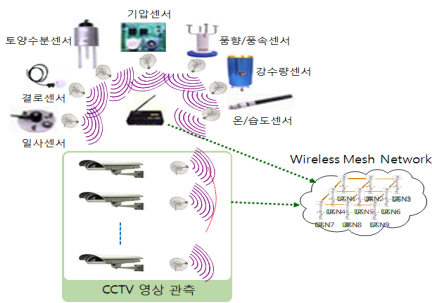 기압센서
토양수분센서
풍향/풍속센서
강수량센서
결로센서
온/습도센서
일사센서
Wireless Mesh Network
CCTV 영상 관측